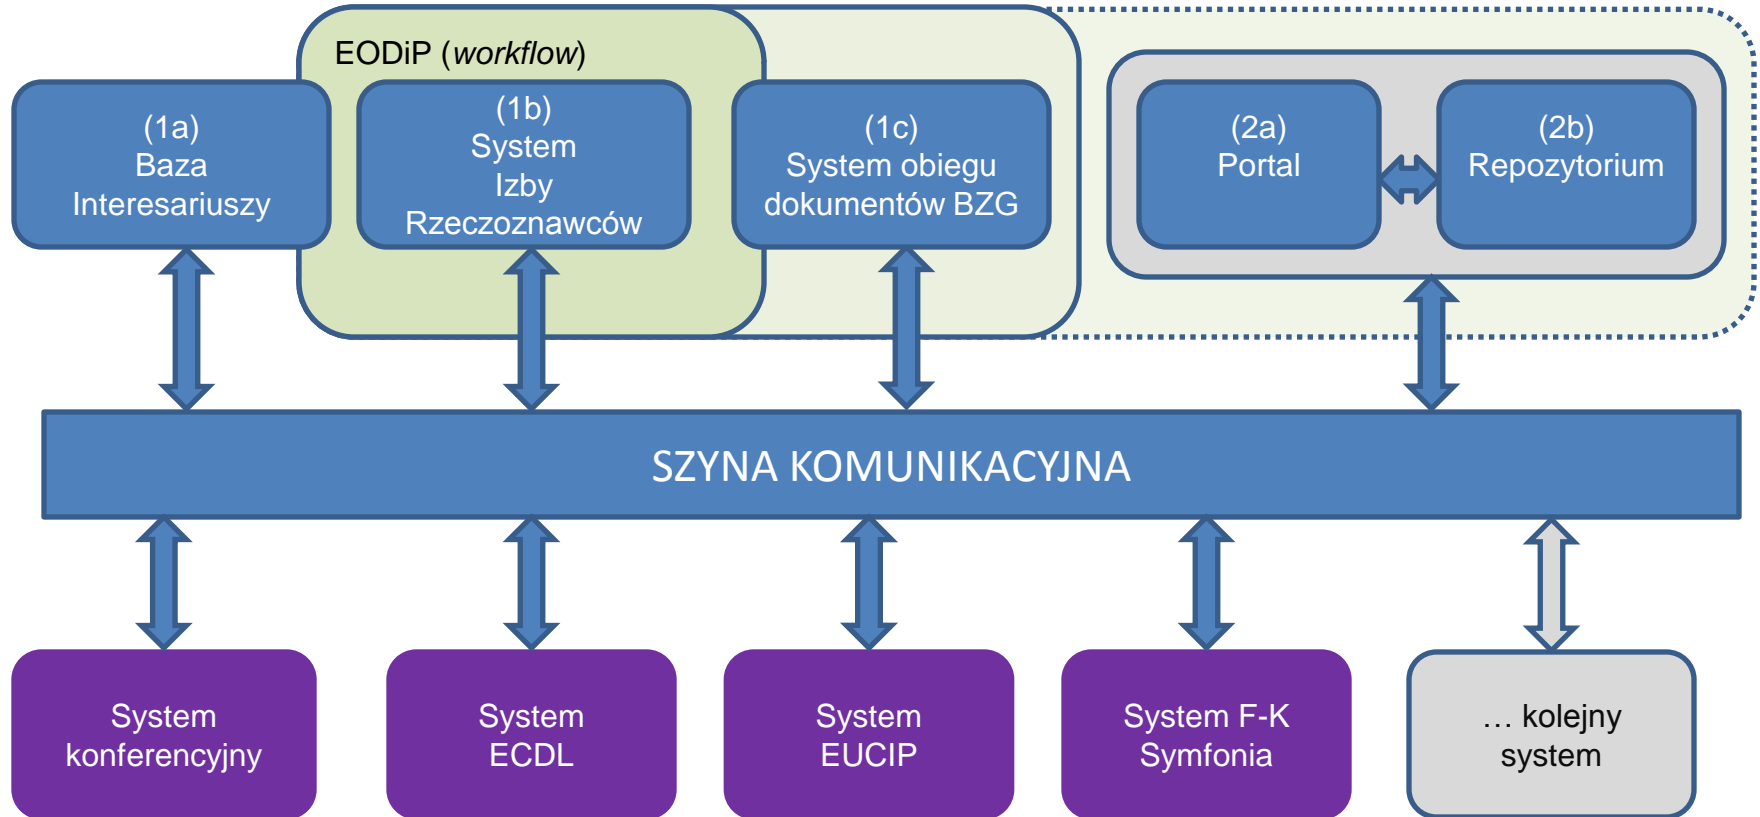 EODiP (workflow)
(1a)
Baza
Interesariuszy
(1b)
System
Izby
Rzeczoznawców
(1c)
System obiegu
dokumentów BZG
(2a)
Portal
(2b)
Repozytorium
SZYNA KOMUNIKACYJNA
System
konferencyjny
System
ECDL
System
EUCIP
System F-K
Symfonia
… kolejny
system